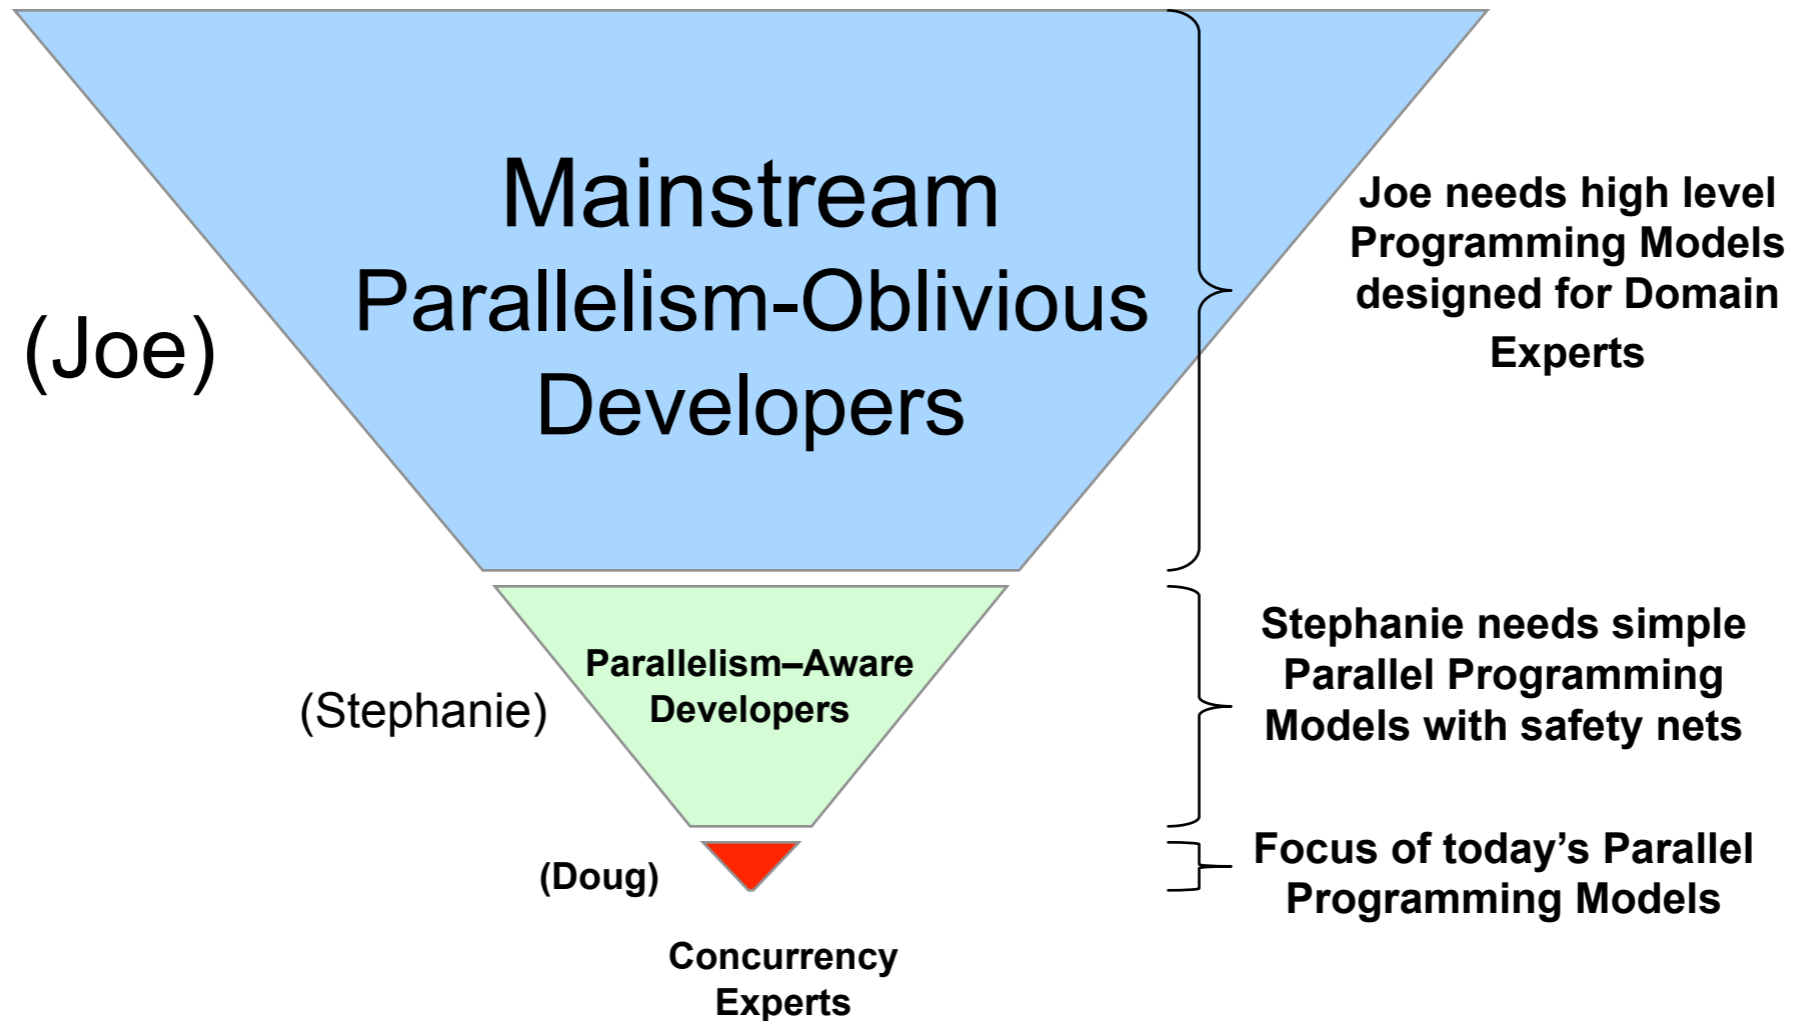 Mainstream
Parallelism-Oblivious
Developers
(Joe)
Joe needs high level
Programming Models
designed for Domain
Experts
Parallelism–Aware
Developers
(Stephanie)
Stephanie needs simple
Parallel Programming
Models with safety nets
(Doug)
Focus of today’s Parallel
Programming Models
Concurrency
Experts